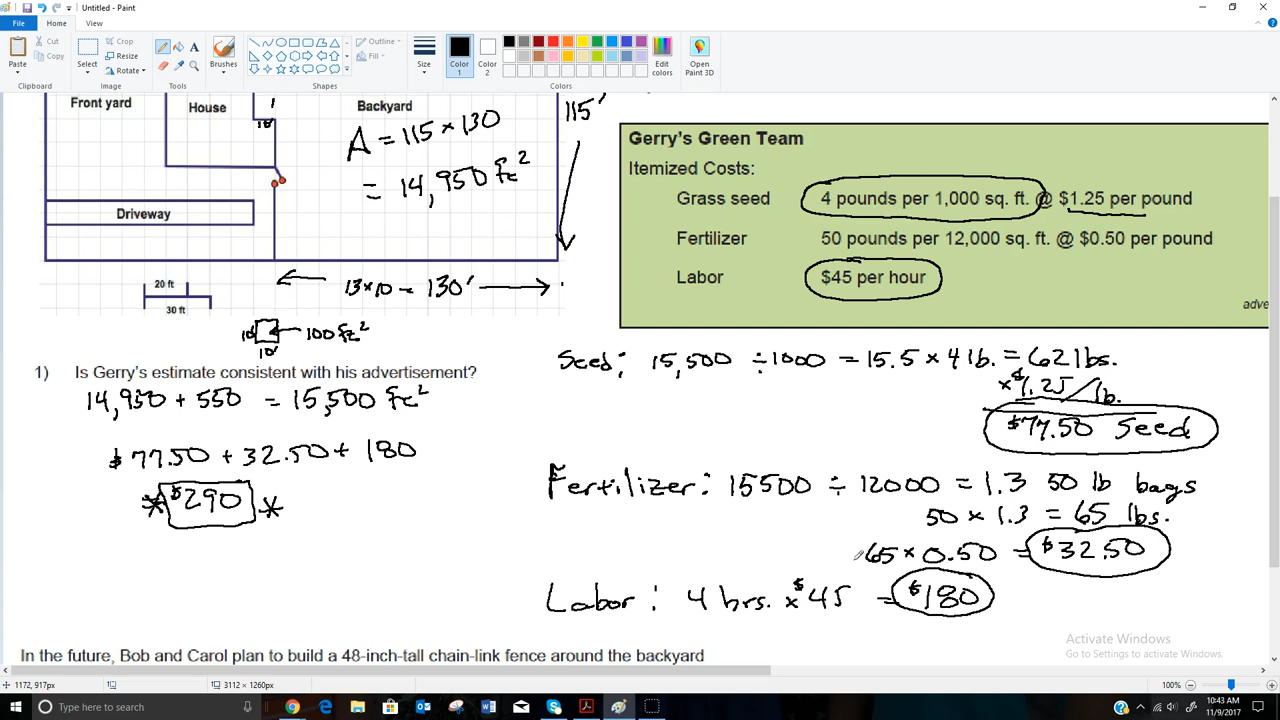 Untitled - Paint
File Home View
Paste Cut Copy Clipboard
Select Crop Resize Rotate Image
Tools
Brushes
Outline Fill Shapes
Size
Color 1 Color 2 Edit colors Colors
Open Paint 3D
Front yard
House
10'
Backyard
115'
A = 115 × 130
= 14,950 ft²
Driveway
13×10 = 130'
20 ft
30 ft
10'
10'
100 ft²
Gerry's Green Team
Itemized Costs:
Grass seed 4 pounds per 1,000 sq. ft. @ $1.25 per pound
Fertilizer 50 pounds per 12,000 sq. ft. @ $0.50 per pound
Labor $45 per hour
adve
1) Is Gerry's estimate consistent with his advertisement?
14,950 + 550 = 15,500 ft²
$77.50 + 32.50 + 180
* $290 *
Seed: 15,500 ÷ 1000 = 15.5 × 4 lb. = 62 lbs.
× $1.25/lb.
$77.50 Seed
Fertilizer: 15500 ÷ 12000 = 1.3 50 lb bags
50 × 1.3 = 65 lbs.
65 × 0.50 = $32.50
Labor: 4 hrs. × $45 = $180
In the future, Bob and Carol plan to build a 48-inch-tall chain-link fence around the backyard
Activate Windows
Go to Settings to activate Windows.
1172, 917px
3112 × 1260px
100%
Type here to search
10:43 AM
11/9/2017